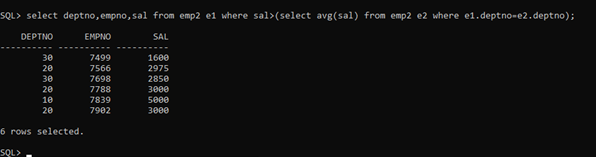 SQL> select deptno,empno,sal from emp2 e1 where sal>(select avg(sal) from emp2 e2 where e1.deptno=e2.deptno);
DEPTNO EMPNO SAL
---------- ---------- ----------
30 7499 1600
20 7566 2975
30 7698 2850
20 7788 3000
10 7839 5000
20 7902 3000
6 rows selected.
SQL> _